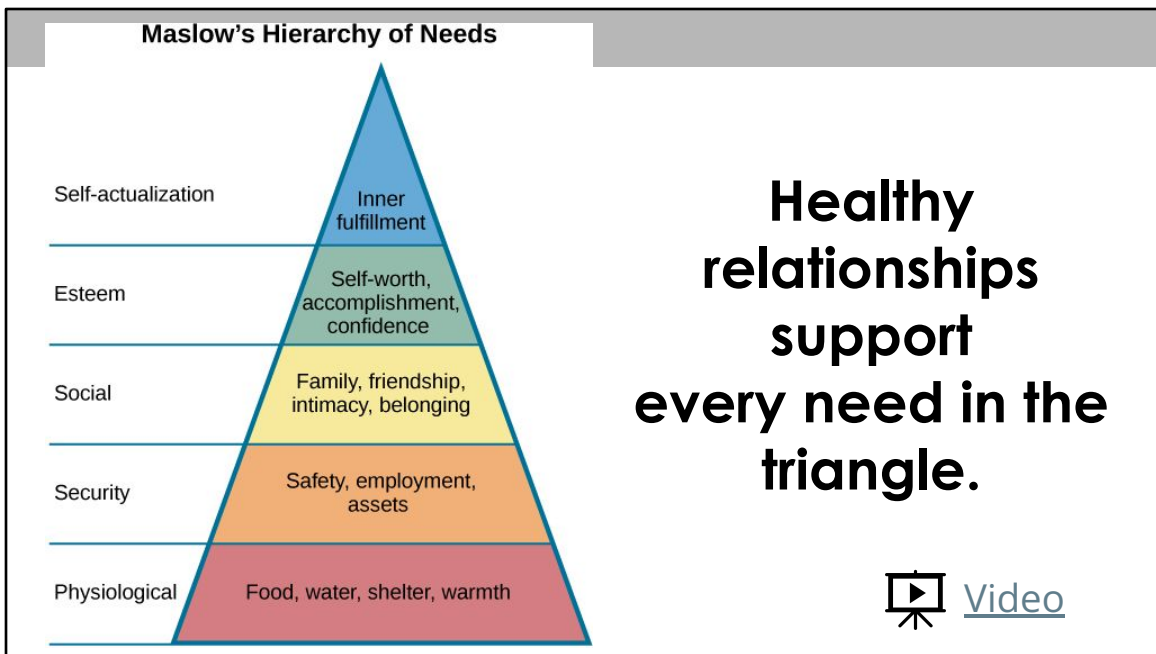 Maslow's Hierarchy of Needs
Self-actualization
Inner
fulfillment
Esteem
Self-worth,
accomplishment,
confidence
Social
Family, friendship,
intimacy, belonging
Security
Safety, employment,
assets
Physiological
Food, water, shelter, warmth
Healthy
relationships
support
every need in the
triangle.
Video